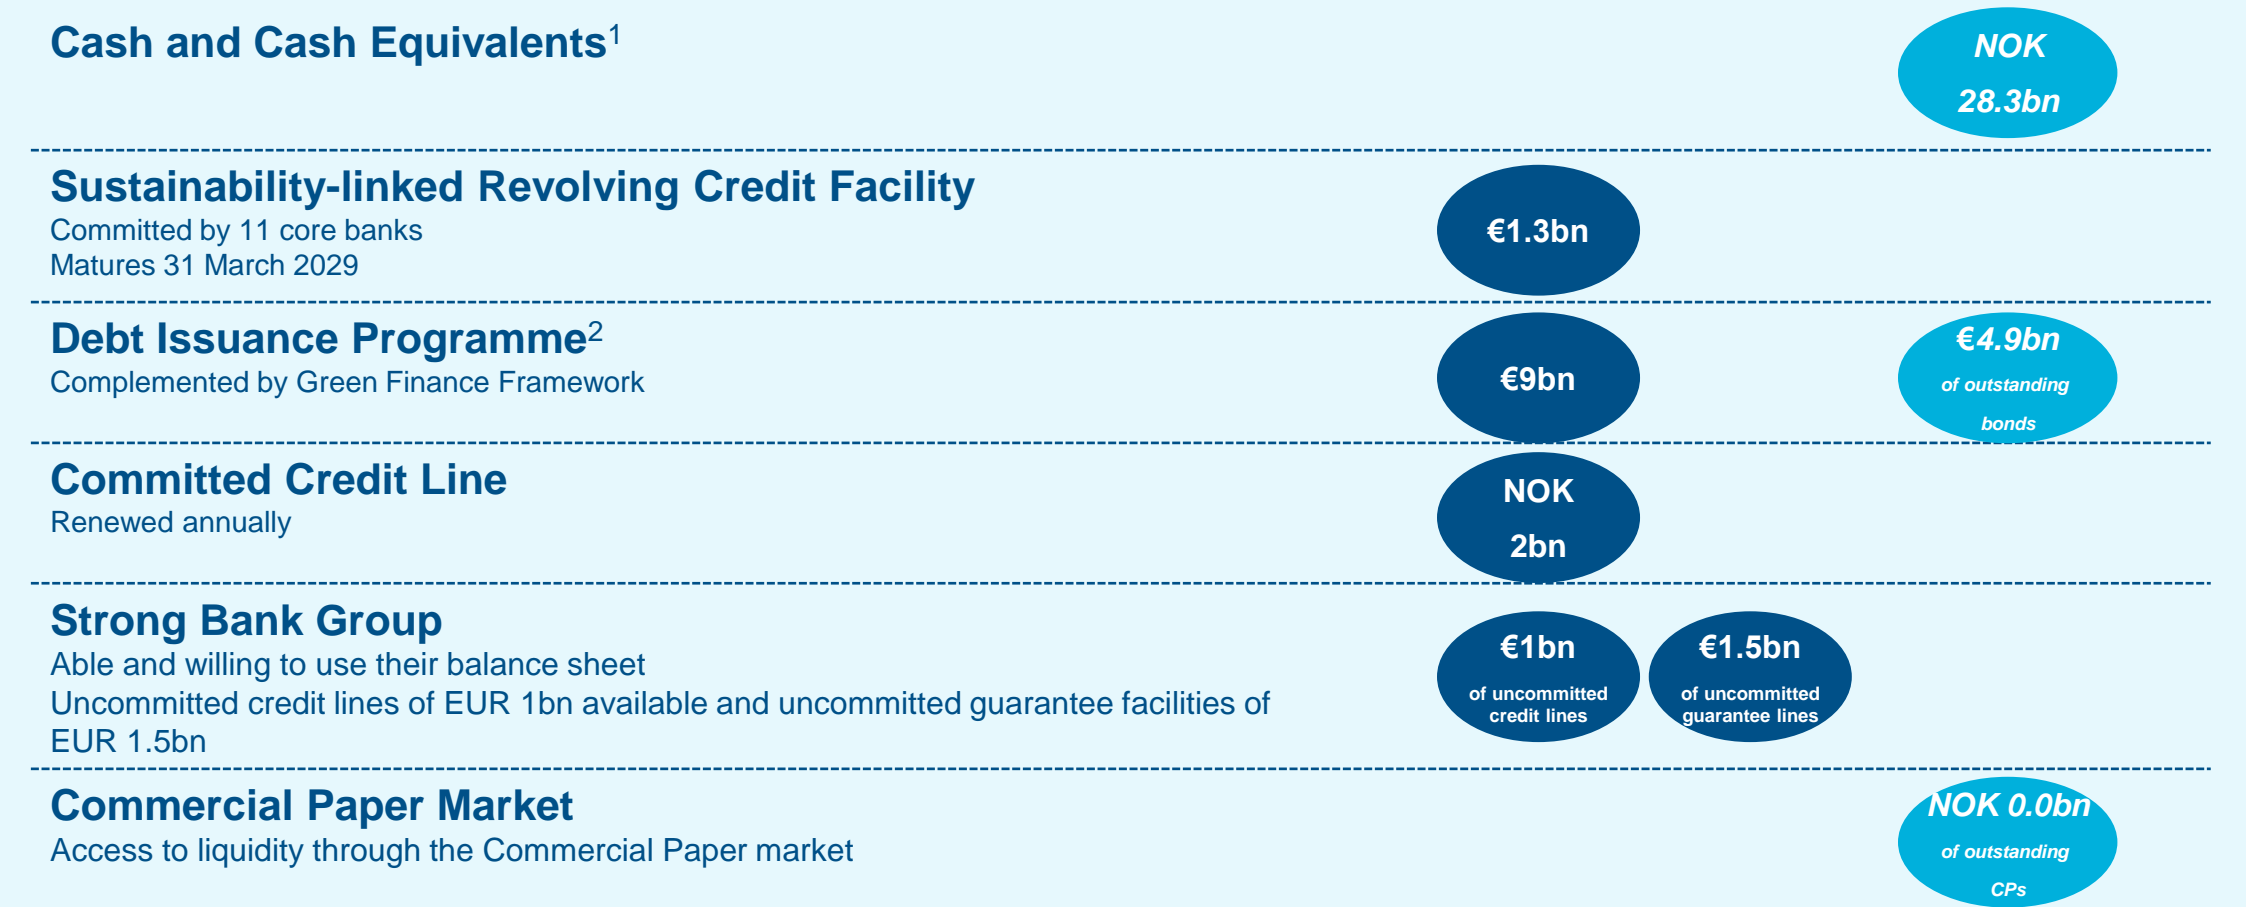 Cash and Cash Equivalents1
NOK
28.3bn
Sustainability-linked Revolving Credit Facility
Committed by 11 core banks
Matures 31 March 2029
€1.3bn
Debt Issuance Programme2
Complemented by Green Finance Framework
€9bn
€4.9bn
of outstanding
bonds
Committed Credit Line
Renewed annually
NOK
2bn
Strong Bank Group
Able and willing to use their balance sheet
Uncommitted credit lines of EUR 1bn available and uncommitted guarantee facilities of
EUR 1.5bn
€1bn
of uncommitted
credit lines
€1.5bn
of uncommitted
guarantee lines
Commercial Paper Market
Access to liquidity through the Commercial Paper market
NOK 0.0bn
of outstanding
CPs